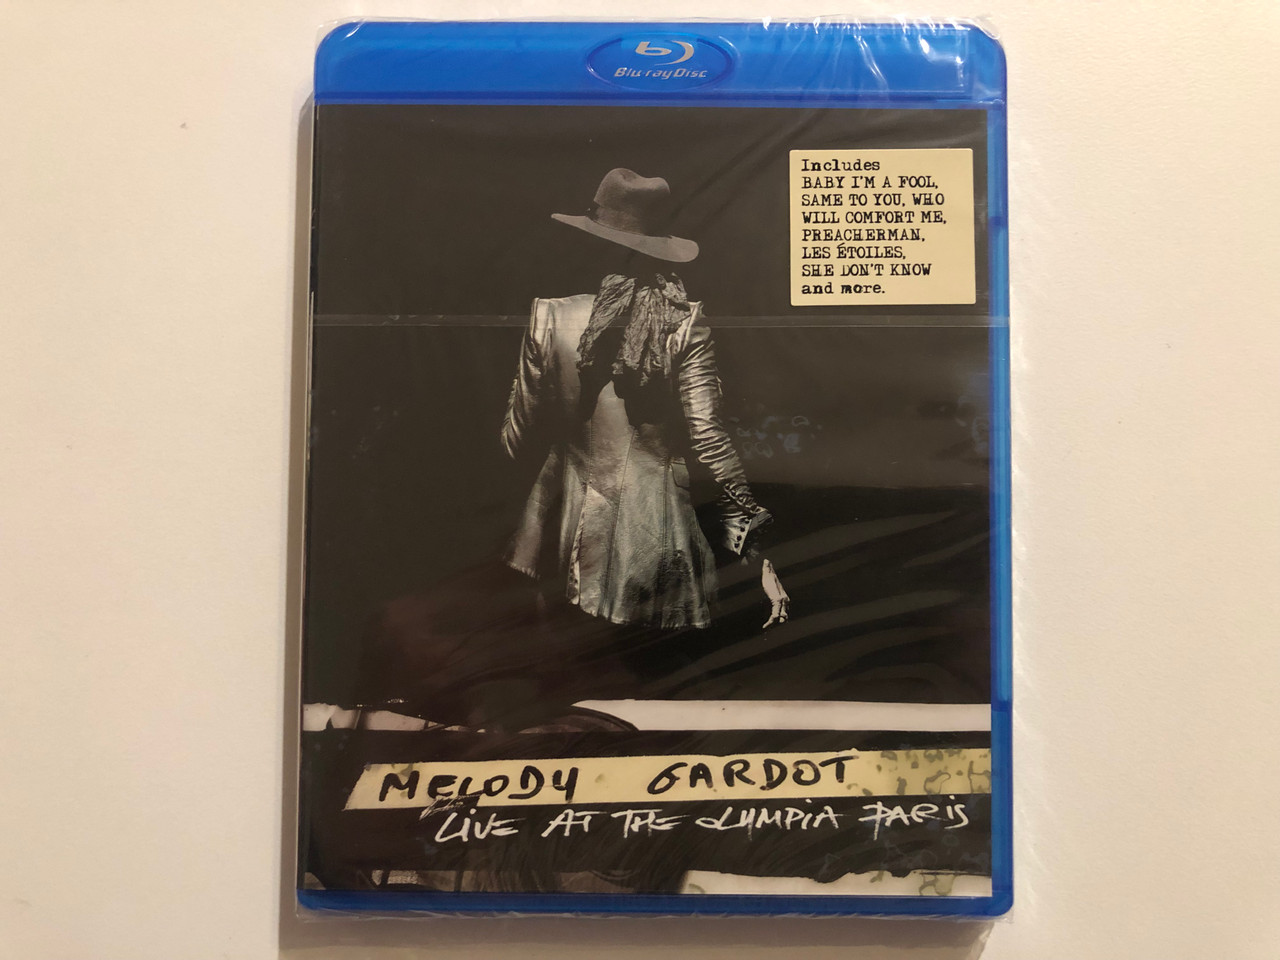 Blu-ray Disc
Includes
BABY I'M A FOOL,
SAME TO YOU, WHO
WILL COMFORT ME,
PREACHERMAN,
LES ÉTOILES,
SHE DON'T KNOW
and more.
MELODY GARDOT
LIVE AT THE OLYMPIA PARIS